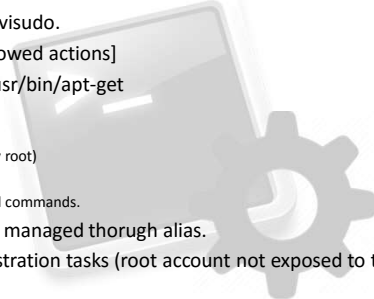 visudo.
owed actions]
usr/bin/apt-get
root)
d commands.
managed thorugh alias.
stration tasks (root account not exposed to t